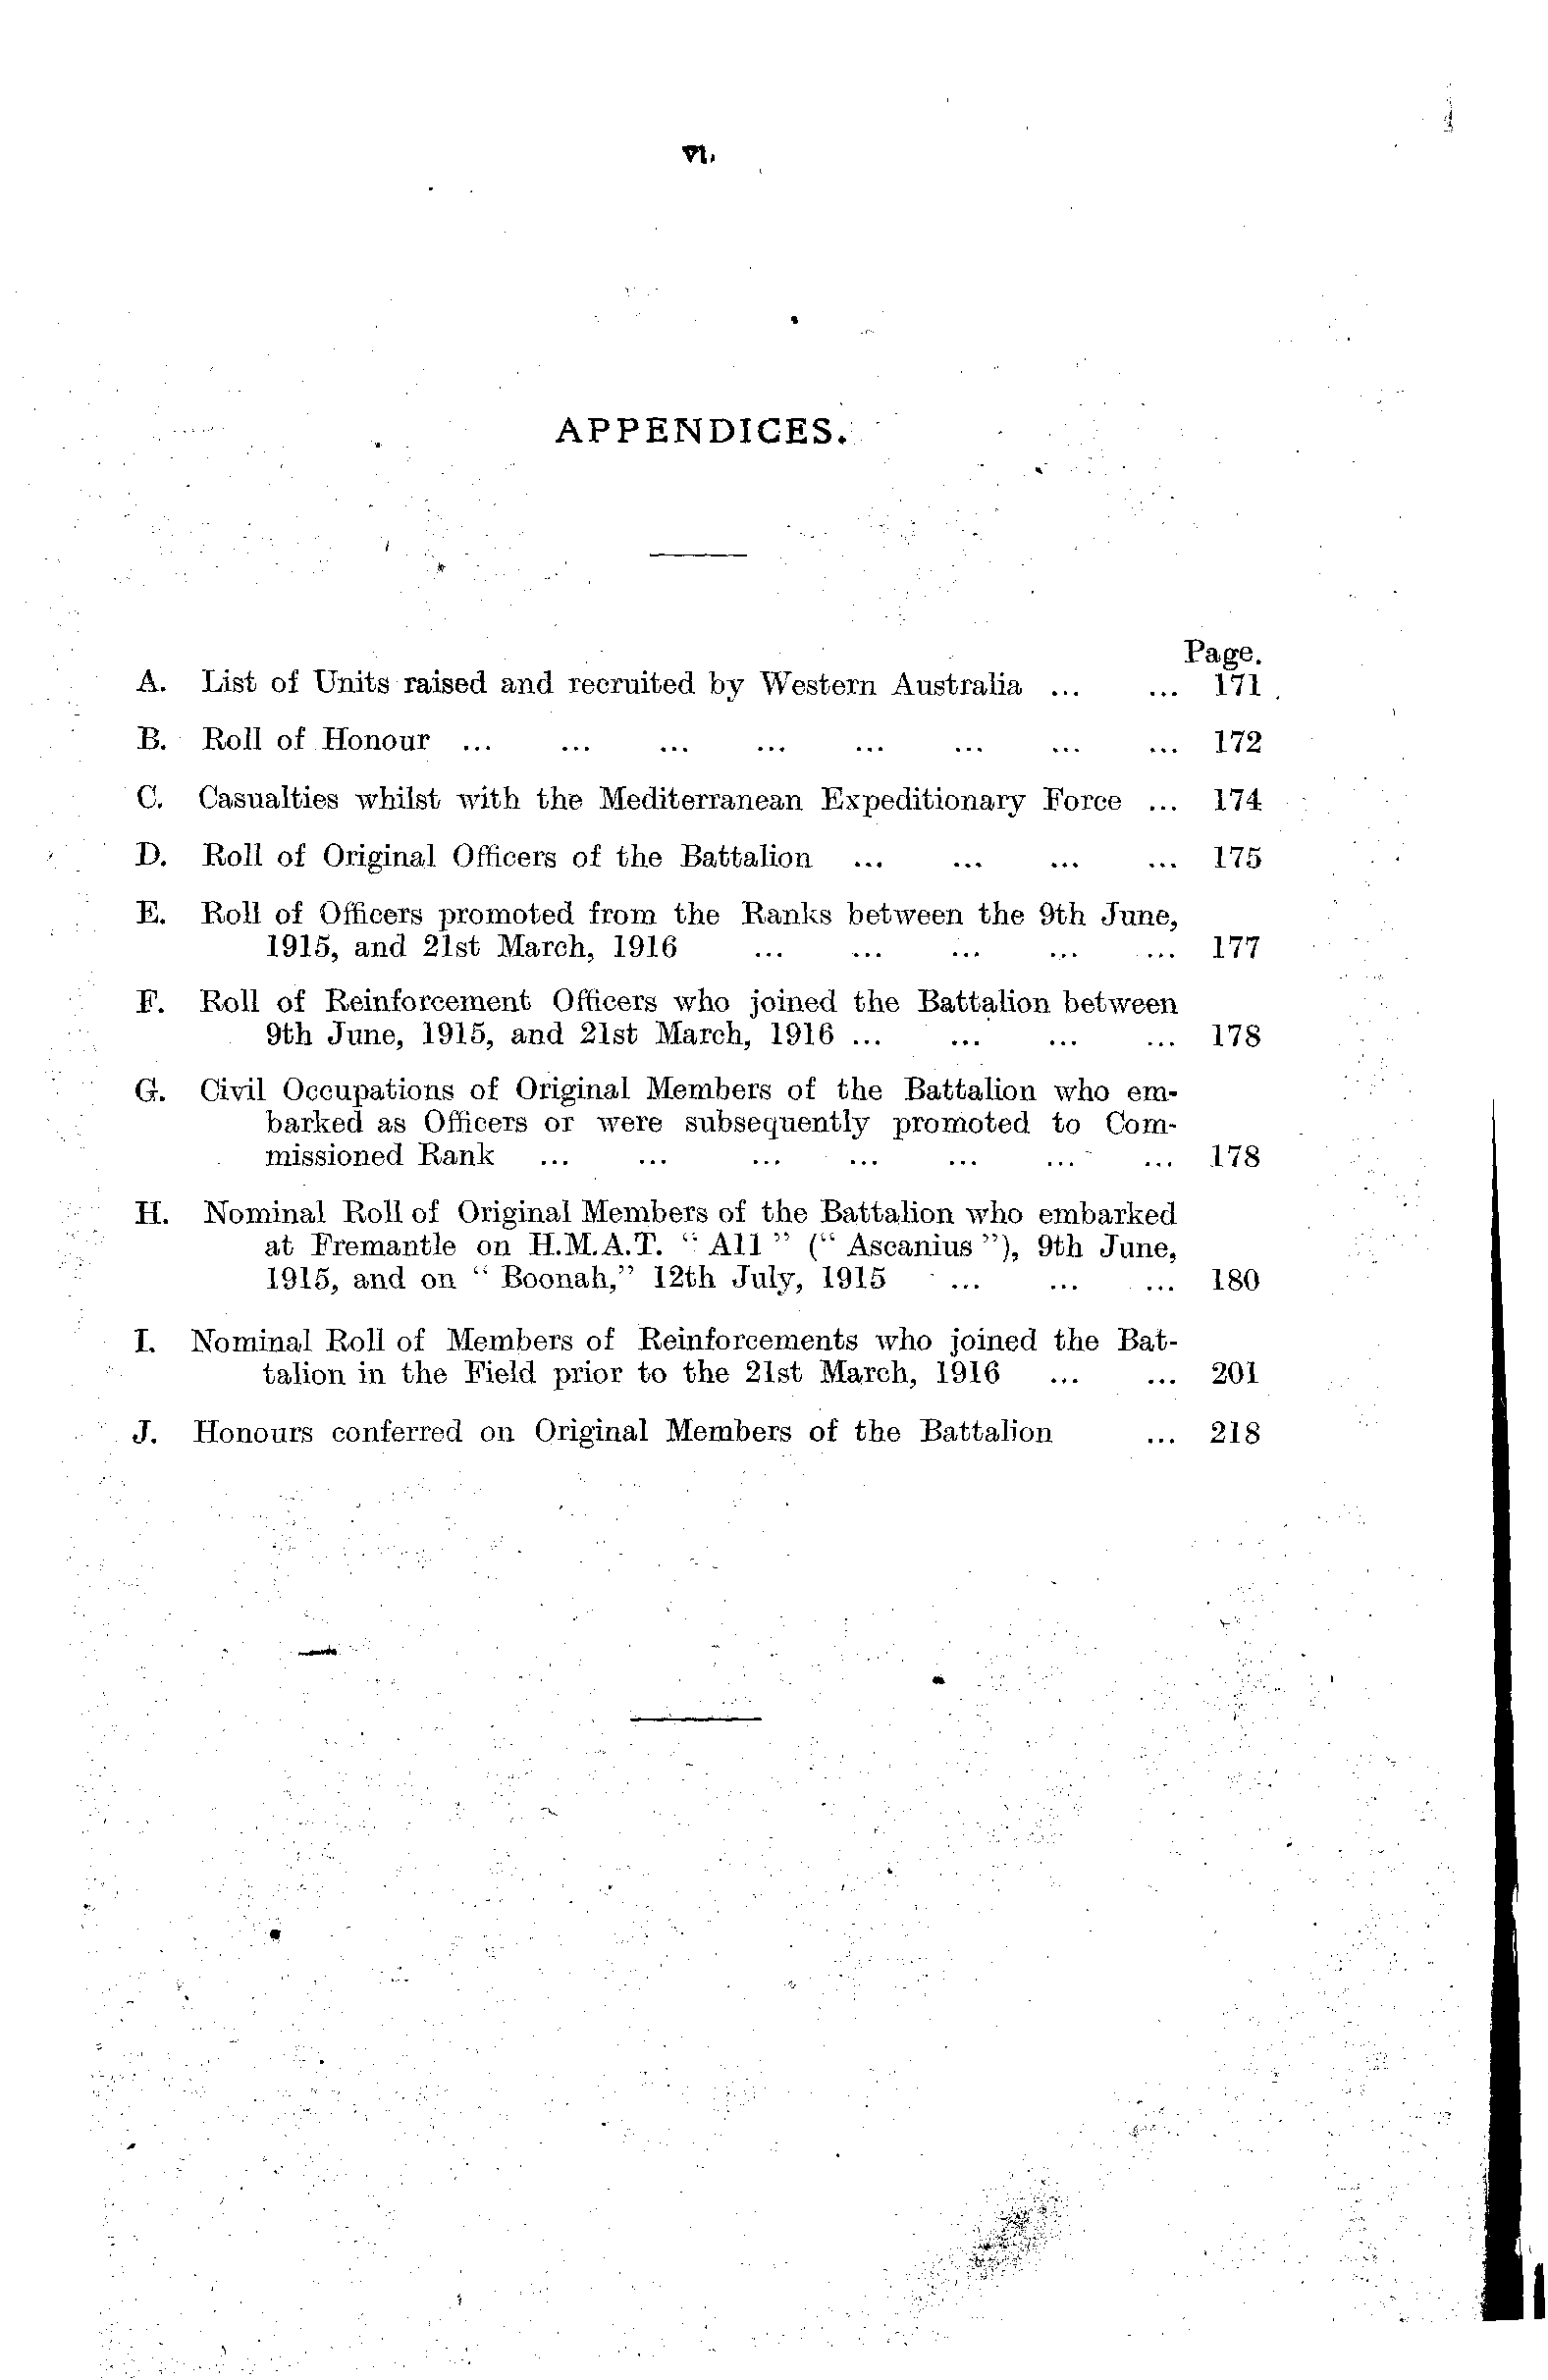 vi.
APPENDICES.
Page.
A. List of Units raised and recruited by Western Australia ... ... 171
B. Roll of Honour ... ... ... ... ... ... ... ... 172
C. Casualties whilst with the Mediterranean Expeditionary Force ... 174
D. Roll of Original Officers of the Battalion ... ... ... ... 175
E. Roll of Officers promoted from the Ranks between the 9th June,
1915, and 21st March, 1916 ... ... ... ... ... 177
F. Roll of Reinforcement Officers who joined the Battalion between
9th June, 1915, and 21st March, 1916 ... ... ... ... 178
G. Civil Occupations of Original Members of the Battalion who em-
barked as Officers or were subsequently promoted to Com-
missioned Rank ... ... ... ... ... ... ... 178
H. Nominal Roll of Original Members of the Battalion who embarked
at Fremantle on H.M.A.T. “ A11 ” (“ Ascanius ”), 9th June,
1915, and on “ Boonah,” 12th July, 1915 ... ... ... 180
I. Nominal Roll of Members of Reinforcements who joined the Bat-
talion in the Field prior to the 21st March, 1916 ... ... 201
J. Honours conferred on Original Members of the Battalion ... 218